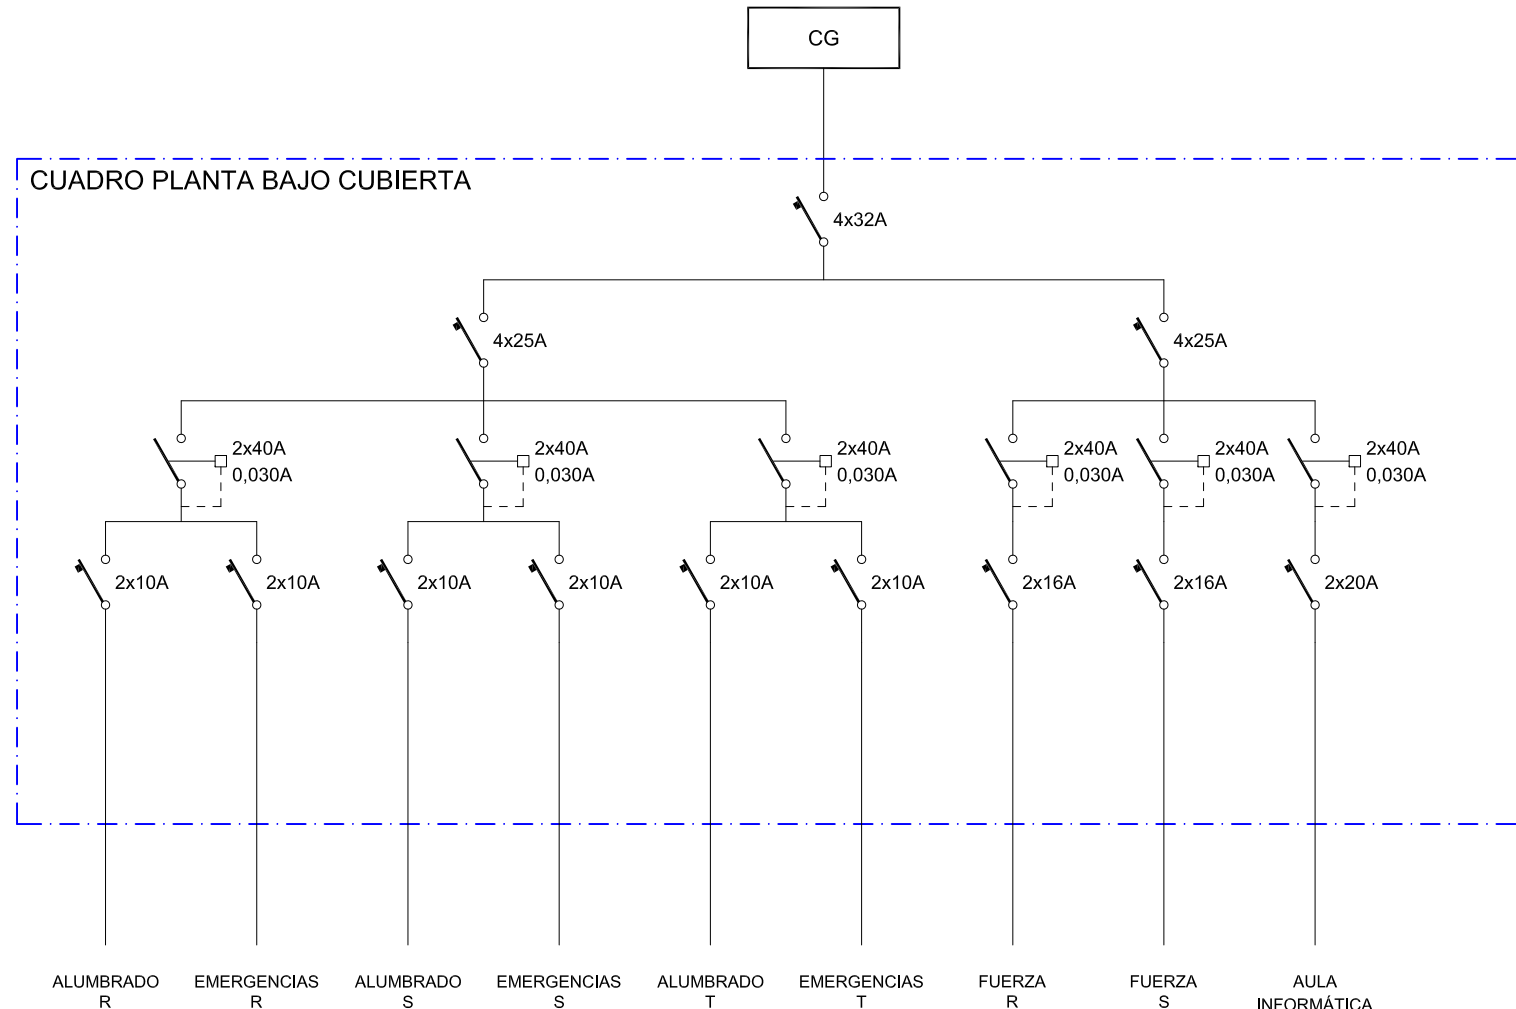 CG
CUADRO PLANTA BAJO CUBIERTA
4x32A
4x25A
4x25A
2x40A
0,030A
2x40A
0,030A
2x40A
0,030A
2x40A
0,030A
2x40A
0,030A
2x40A
0,030A
2x10A
2x10A
2x10A
2x10A
2x10A
2x10A
2x16A
2x16A
2x20A
ALUMBRADO
R
EMERGENCIAS
R
ALUMBRADO
S
EMERGENCIAS
S
ALUMBRADO
T
EMERGENCIAS
T
FUERZA
R
FUERZA
S
AULA
INFORMÁTICA